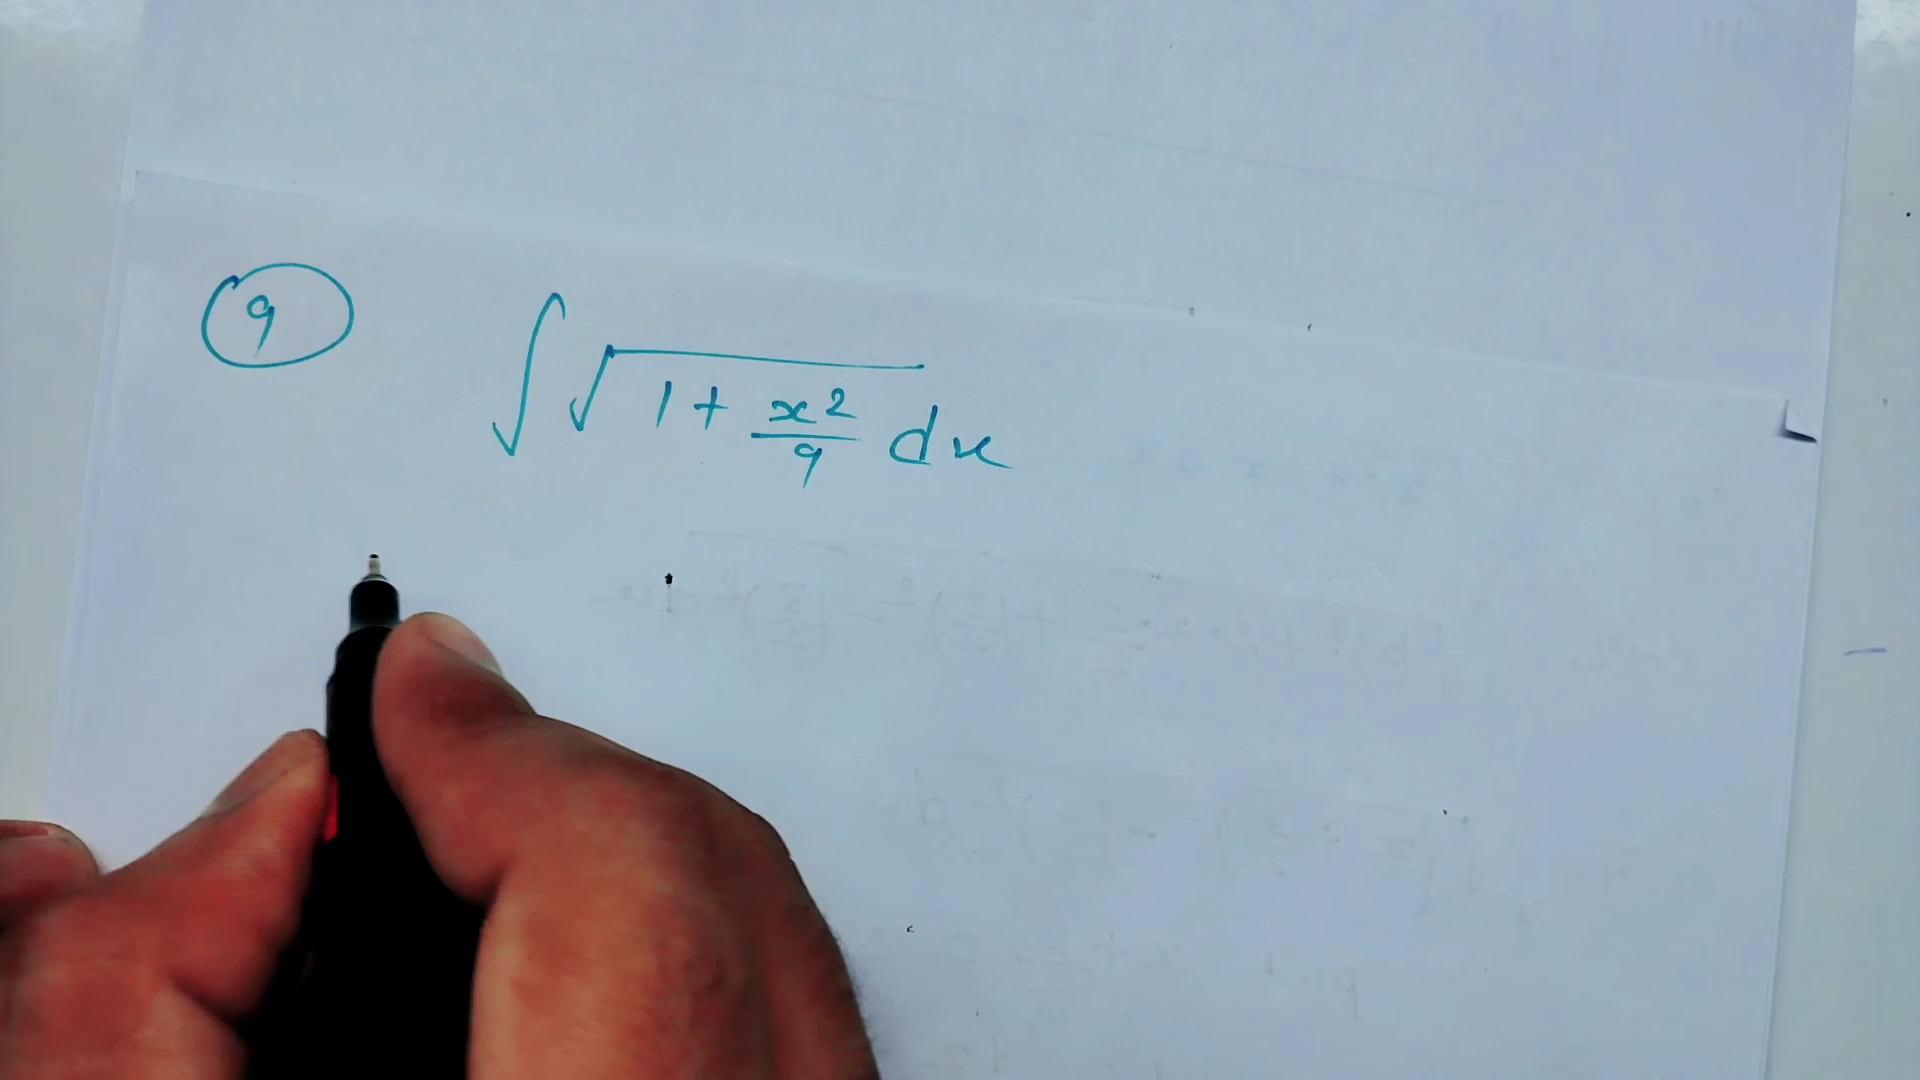 9 ∫ √(1 + x²/9) dx